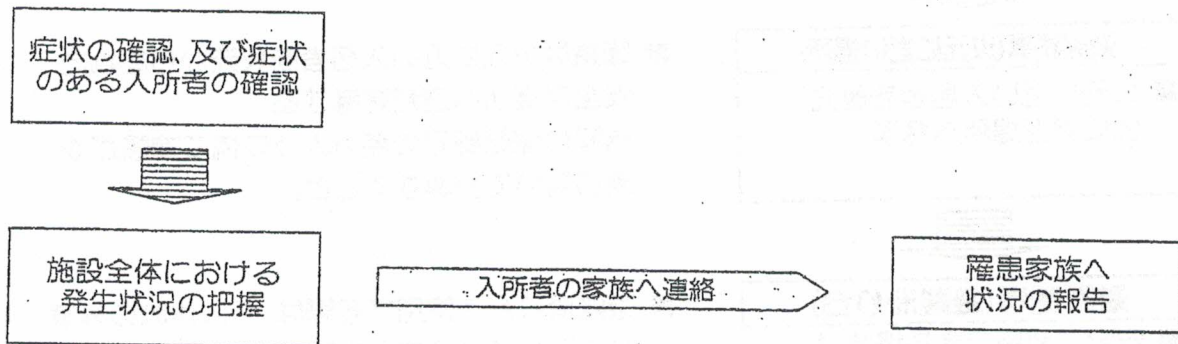 症状の確認、及び症状
のある入所者の確認
施設全体における
発生状況の把握
入所者の家族へ連絡
罹患家族へ
状況の報告